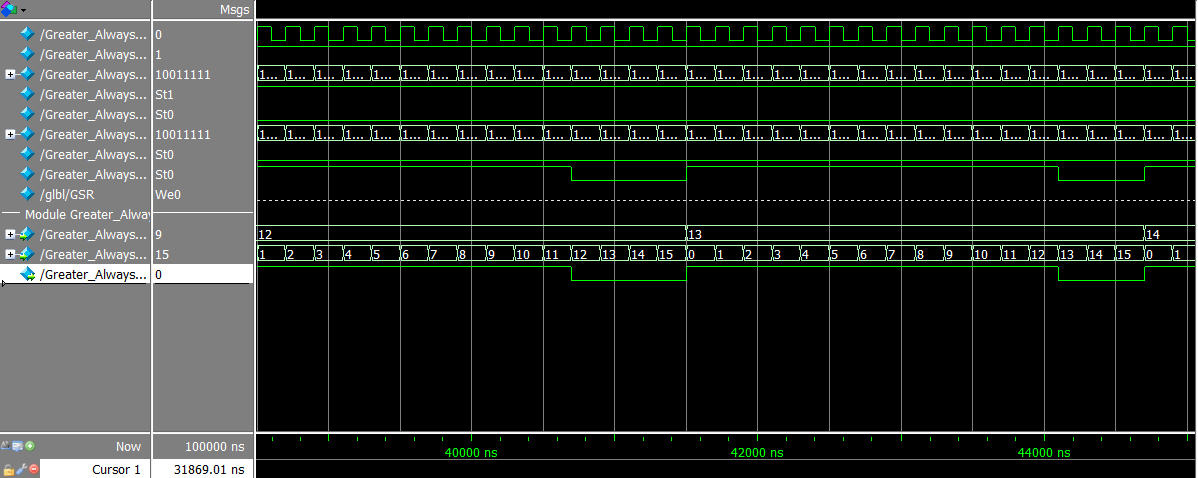 Msgs
/Greater_Always... 0
/Greater_Always... 1
/Greater_Always... 10011111 1... 1... 1... 1... 1... 1... 1... 1... 1... 1... 1... 1... 1... 1... 1... 1... 1... 1... 1... 1... 1... 1... 1... 1... 1... 1... 1... 1... 1... 1... 1... 1... 1...
/Greater_Always... St1
/Greater_Always... St0
/Greater_Always... 10011111 1... 1... 1... 1... 1... 1... 1... 1... 1... 1... 1... 1... 1... 1... 1... 1... 1... 1... 1... 1... 1... 1... 1... 1... 1... 1... 1... 1... 1... 1... 1... 1... 1...
/Greater_Always... St0
/Greater_Always... St0
/glbl/GSR We0
Module Greater_Alway
/Greater_Always... 9 12 13 14
/Greater_Always... 15 1 2 3 4 5 6 7 8 9 10 11 12 13 14 15 0 1 2 3 4 5 6 7 8 9 10 11 12 13 14 15 0 1
/Greater_Always... 0
Now 100000 ns 40000 ns 42000 ns 44000 ns
Cursor 1 31869.01 ns